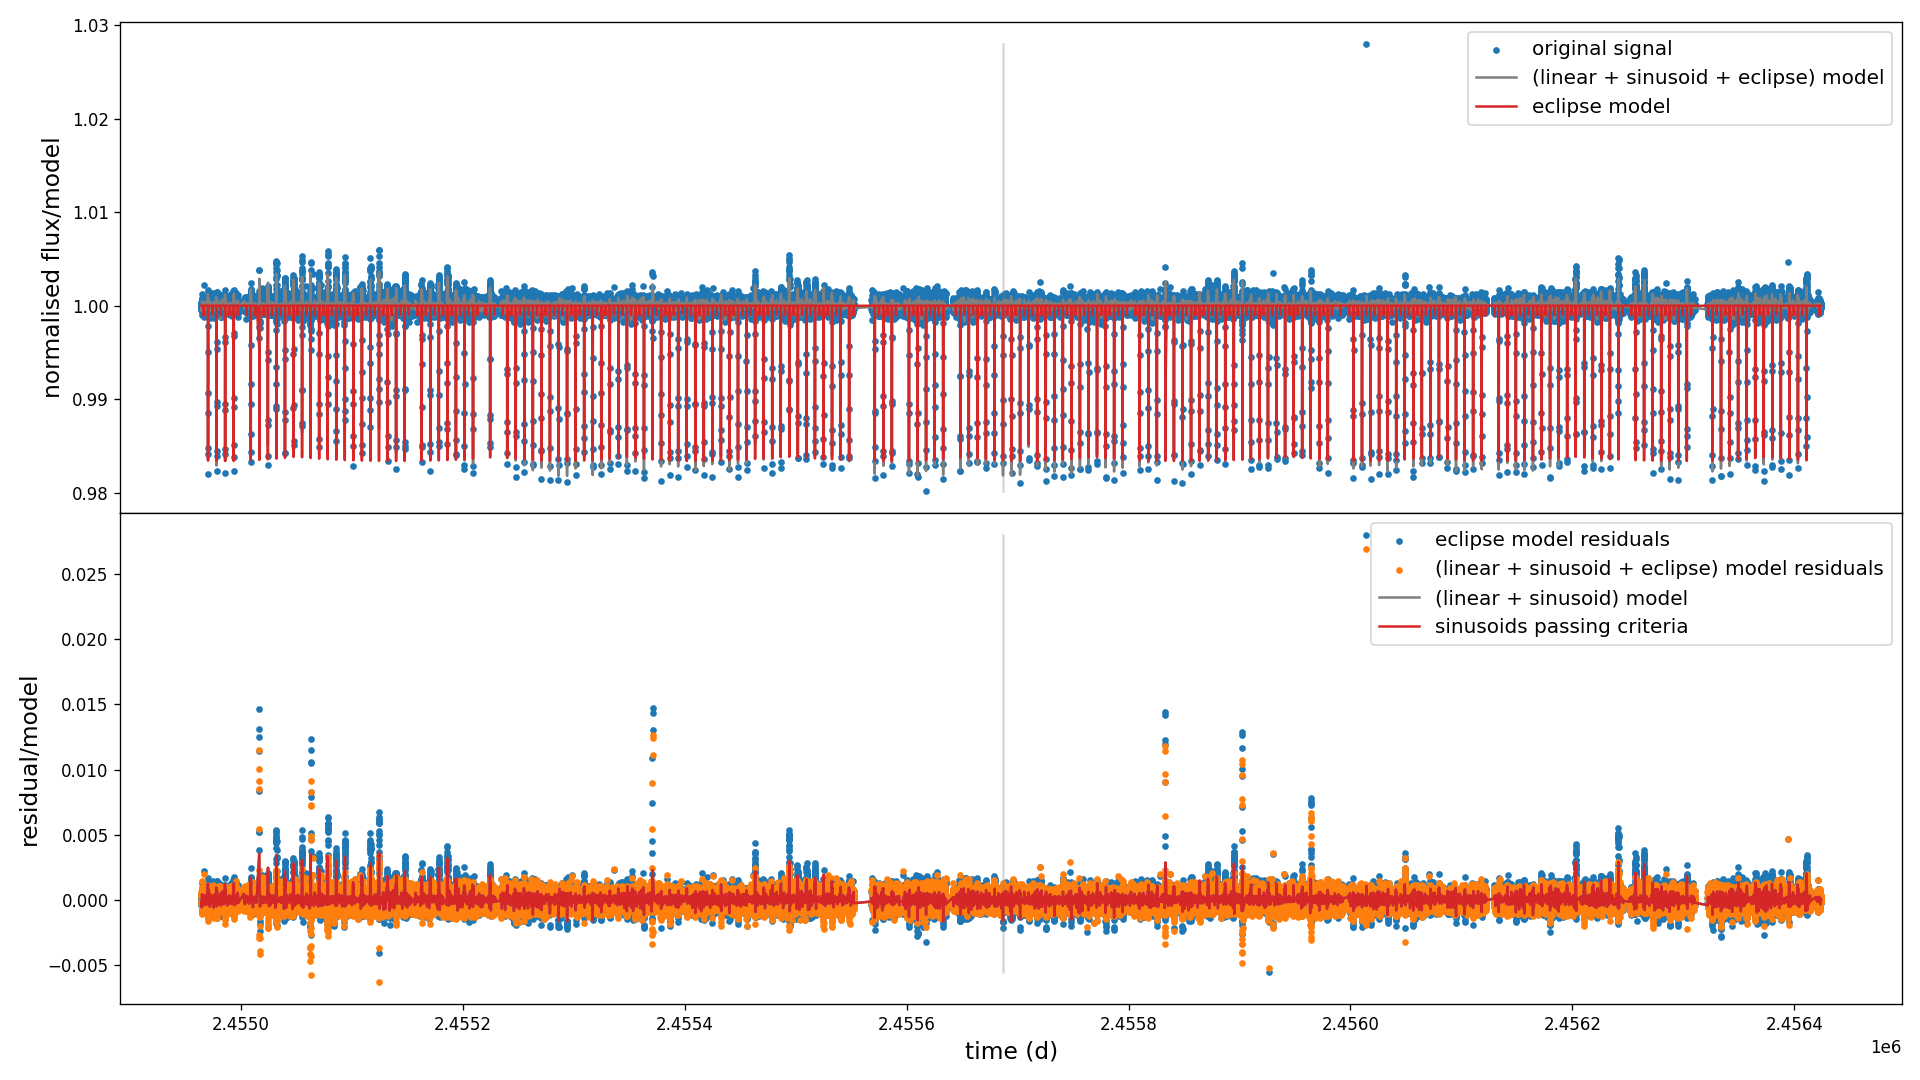 1.03
1.02
1.01
1.00
0.99
0.98
normalised flux/model
original signal
(linear + sinusoid + eclipse) model
eclipse model
0.025
0.020
0.015
0.010
0.005
0.000
−0.005
residual/model
eclipse model residuals
(linear + sinusoid + eclipse) model residuals
(linear + sinusoid) model
sinusoids passing criteria
2.4550 2.4552 2.4554 2.4556 2.4558 2.4560 2.4562 2.4564
1e6
time (d)